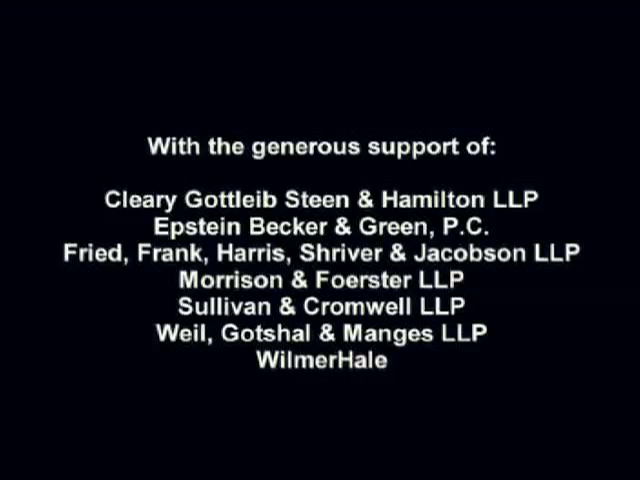 With the generous support of:
Cleary Gottleib Steen & Hamilton LLP
Epstein Becker & Green, P.C.
Fried, Frank, Harris, Shriver & Jacobson LLP
Morrison & Foerster LLP
Sullivan & Cromwell LLP
Weil, Gotshal & Manges LLP
WilmerHale